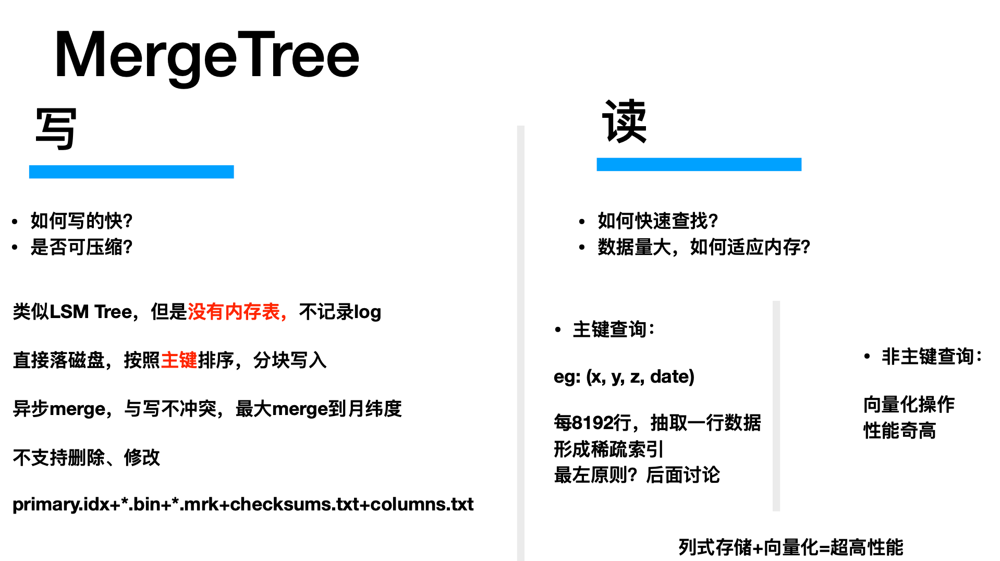 MergeTree
写
• 如何写的快？
• 是否可压缩？
类似LSM Tree，但是没有内存表，不记录log
直接落磁盘，按照主键排序，分块写入
异步merge，与写不冲突，最大merge到月纬度
不支持删除、修改
primary.idx+*.bin+*.mrk+checksums.txt+columns.txt
读
• 如何快速查找？
• 数据量大，如何适应内存？
• 主键查询：
eg: (x, y, z, date)
每8192行，抽取一行数据
形成稀疏索引
最左原则？后面讨论
• 非主键查询：
向量化操作
性能奇高
列式存储+向量化=超高性能